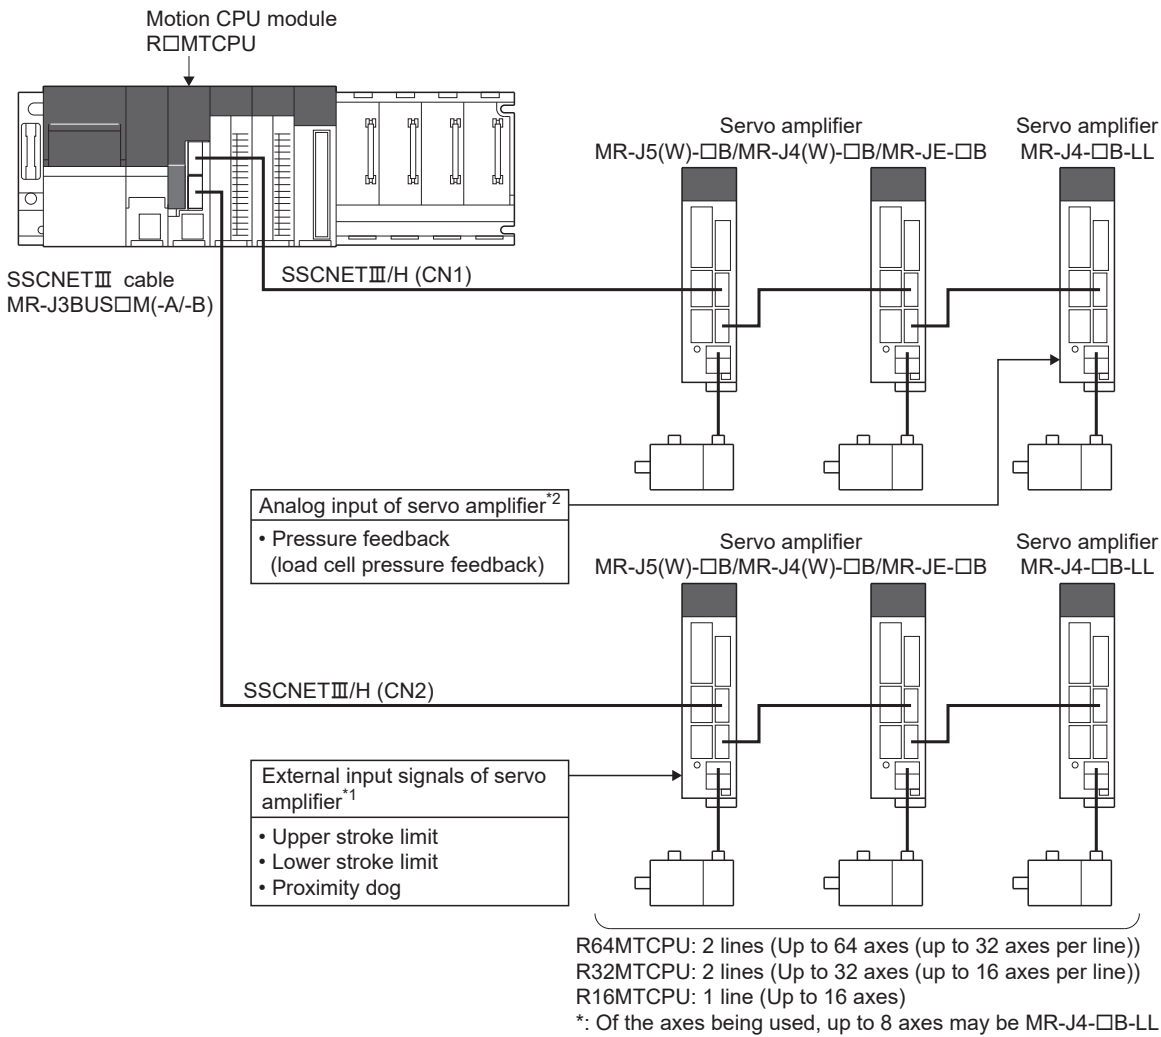 Motion CPU module
R□MTCPU
Servo amplifier
MR-J5(W)-□B/MR-J4(W)-□B/MR-JE-□B
Servo amplifier
MR-J4-□B-LL
SSCNETⅢ cable
MR-J3BUS□M(-A/-B)
SSCNETⅢ/H (CN1)
Analog input of servo amplifier*2
• Pressure feedback
(load cell pressure feedback)
Servo amplifier
MR-J5(W)-□B/MR-J4(W)-□B/MR-JE-□B
Servo amplifier
MR-J4-□B-LL
SSCNETⅢ/H (CN2)
External input signals of servo
amplifier*1
• Upper stroke limit
• Lower stroke limit
• Proximity dog
R64MTCPU: 2 lines (Up to 64 axes (up to 32 axes per line))
R32MTCPU: 2 lines (Up to 32 axes (up to 16 axes per line))
R16MTCPU: 1 line (Up to 16 axes)
*: Of the axes being used, up to 8 axes may be MR-J4-□B-LL